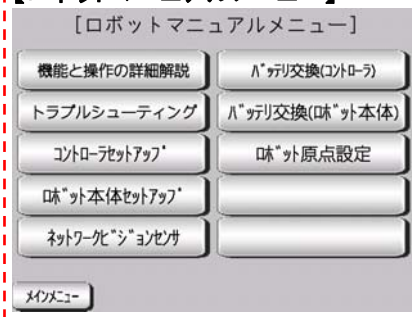 [ロボットマニュアルメニュー]
機能と操作の詳細解説
バッテリ交換(コントローラ)
トラブルシューティング
バッテリ交換(ロボット本体)
コントローラセットアップ
ロボット原点設定
ロボット本体セットアップ
ネットワークビジョンセンサ
メインメニュー